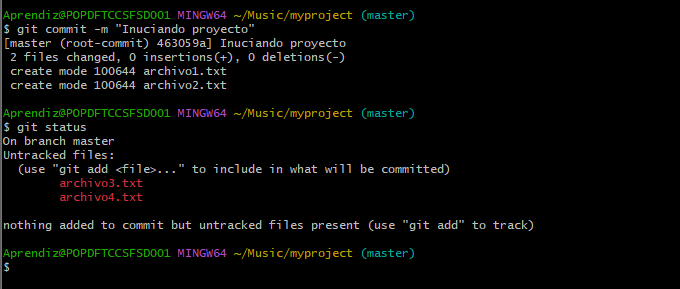 Aprendiz@POPDFTCCSFSDO01 MINGW64 ~/Music/myproject (master)
$ git commit -m "Inuciando proyecto"
[master (root-commit) 463059a] Inuciando proyecto
 2 files changed, 0 insertions(+), 0 deletions(-)
 create mode 100644 archivo1.txt
 create mode 100644 archivo2.txt
Aprendiz@POPDFTCCSFSDO01 MINGW64 ~/Music/myproject (master)
$ git status
On branch master
Untracked files:
  (use "git add <file>..." to include in what will be committed)
        archivo3.txt
        archivo4.txt
nothing added to commit but untracked files present (use "git add" to track)
Aprendiz@POPDFTCCSFSDO01 MINGW64 ~/Music/myproject (master)
$